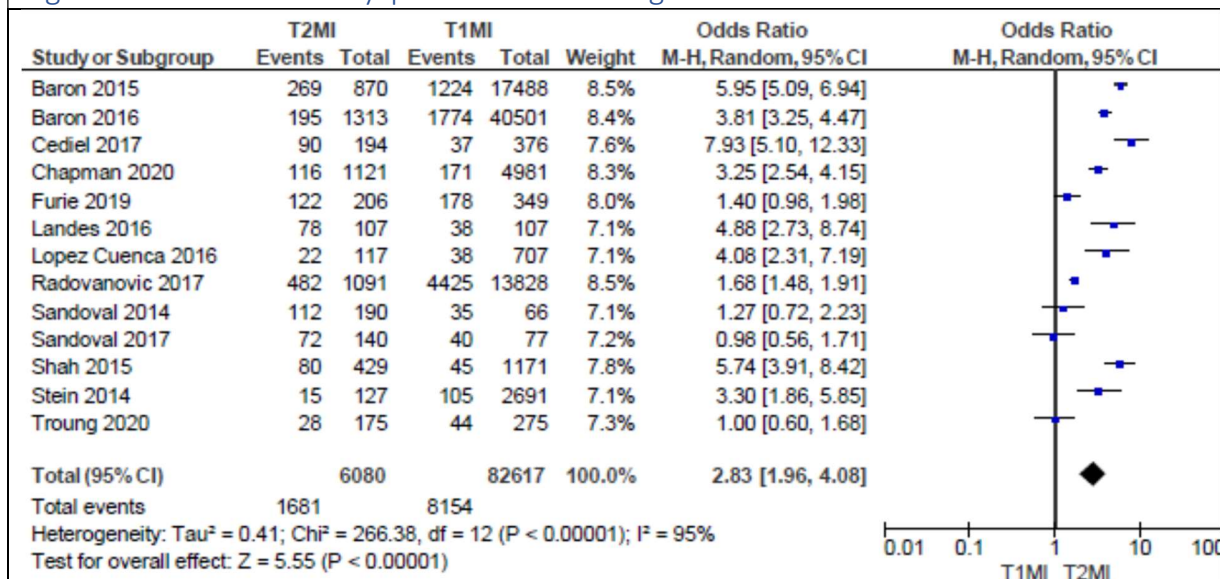 T2MI T1MI Odds Ratio Odds Ratio
Study or Subgroup Events Total Events Total Weight M-H, Random, 95% CI M-H, Random, 95% CI
Baron 2015 269 870 1224 17488 8.5% 5.95 [5.09, 6.94]
Baron 2016 195 1313 1774 40501 8.4% 3.81 [3.25, 4.47]
Cediel 2017 90 194 37 376 7.6% 7.93 [5.10, 12.33]
Chapman 2020 116 1121 171 4981 8.3% 3.25 [2.54, 4.15]
Furie 2019 122 206 178 349 8.0% 1.40 [0.98, 1.98]
Landes 2016 78 107 38 107 7.1% 4.88 [2.73, 8.74]
Lopez Cuenca 2016 22 117 38 707 7.1% 4.08 [2.31, 7.19]
Radovanovic 2017 482 1091 4425 13828 8.5% 1.68 [1.48, 1.91]
Sandoval 2014 112 190 35 66 7.1% 1.27 [0.72, 2.23]
Sandoval 2017 72 140 40 77 7.2% 0.98 [0.56, 1.71]
Shah 2015 80 429 45 1171 7.8% 5.74 [3.91, 8.42]
Stein 2014 15 127 105 2691 7.1% 3.30 [1.86, 5.85]
Troung 2020 28 175 44 275 7.3% 1.00 [0.60, 1.68]
Total (95% CI) 6080 82617 100.0% 2.83 [1.96, 4.08]
Total events 1681 8154
Heterogeneity: Tau² = 0.41; Chi² = 266.38, df = 12 (P < 0.00001); I² = 95%
Test for overall effect: Z = 5.55 (P < 0.00001)
0.01 0.1 1 10 100
T1MI T2MI